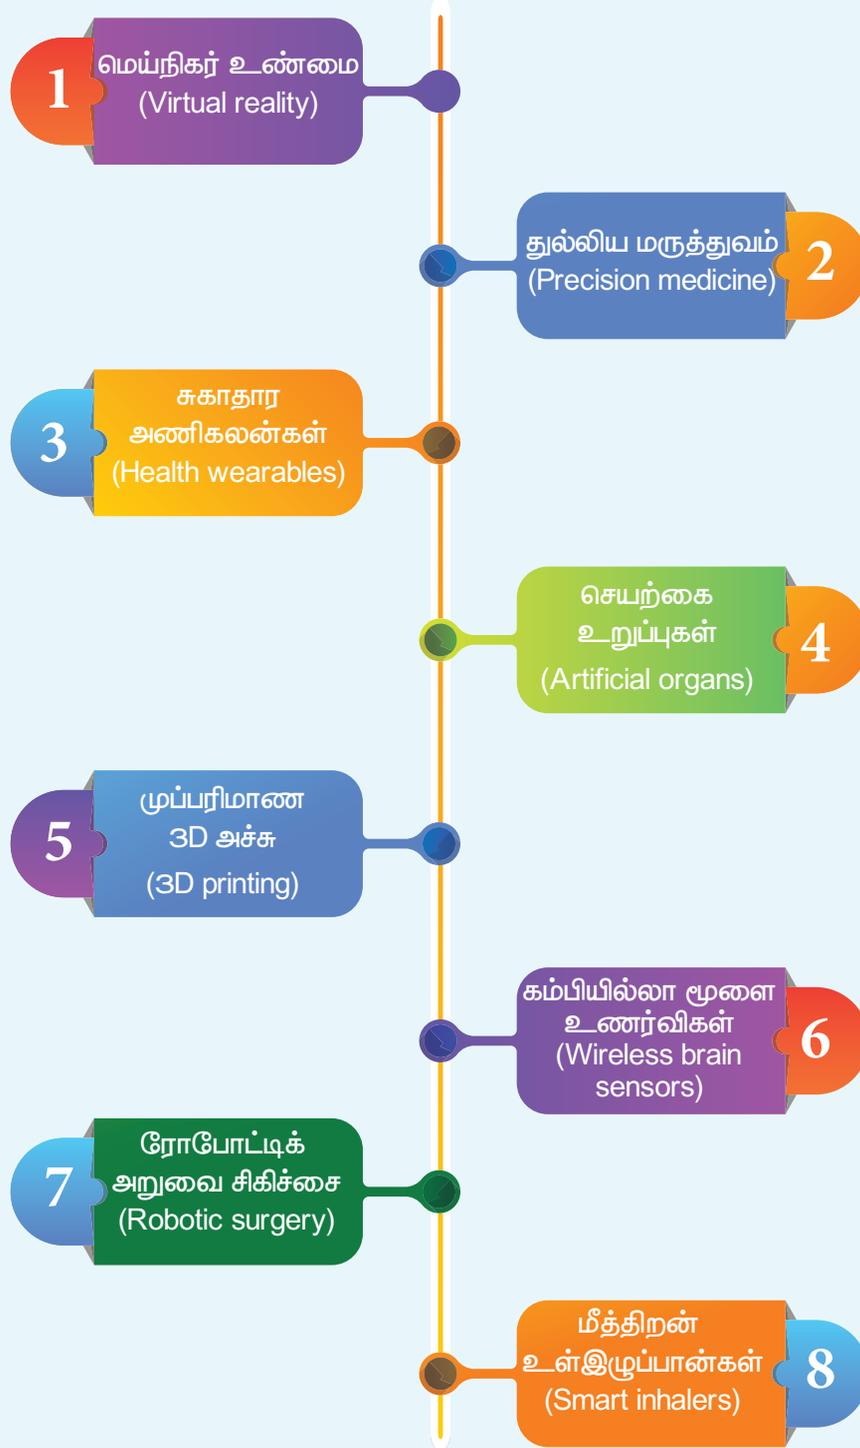 1
மெய்நிகர் உண்மை
(Virtual reality)
துல்லிய மருத்துவம்
(Precision medicine)
2
3
சுகாதார
அணிகலன்கள்
(Health wearables)
செயற்கை
உறுப்புகள்
(Artificial organs)
4
5
முப்பரிமாண
3D அச்சு
(3D printing)
கம்பியில்லா மூளை
உணர்விகள்
(Wireless brain
sensors)
6
7
ரோபோட்டிக்
அறுவை சிகிச்சை
(Robotic surgery)
மீத்திறன்
உள்இழுப்பான்கள்
(Smart inhalers)
8